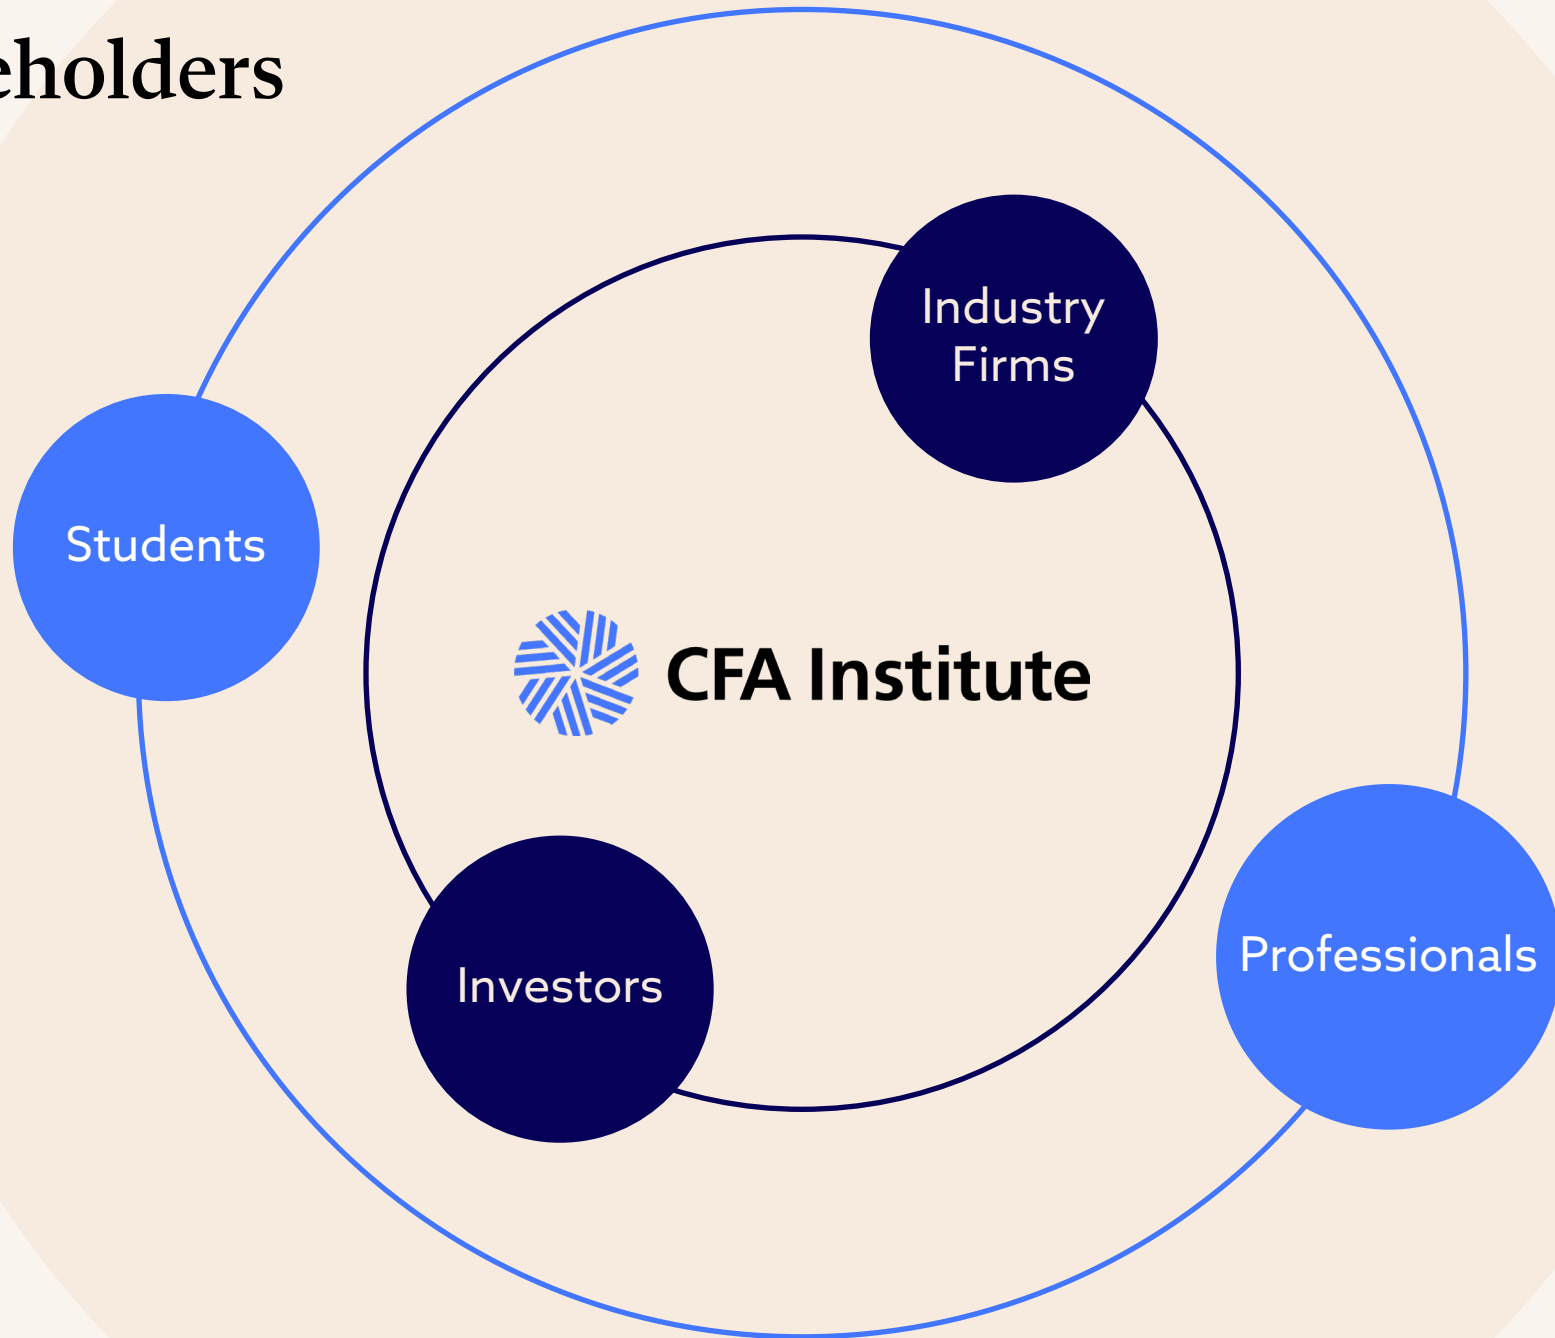 eholders
Industry
Firms
Students
CFA Institute
Investors
Professionals